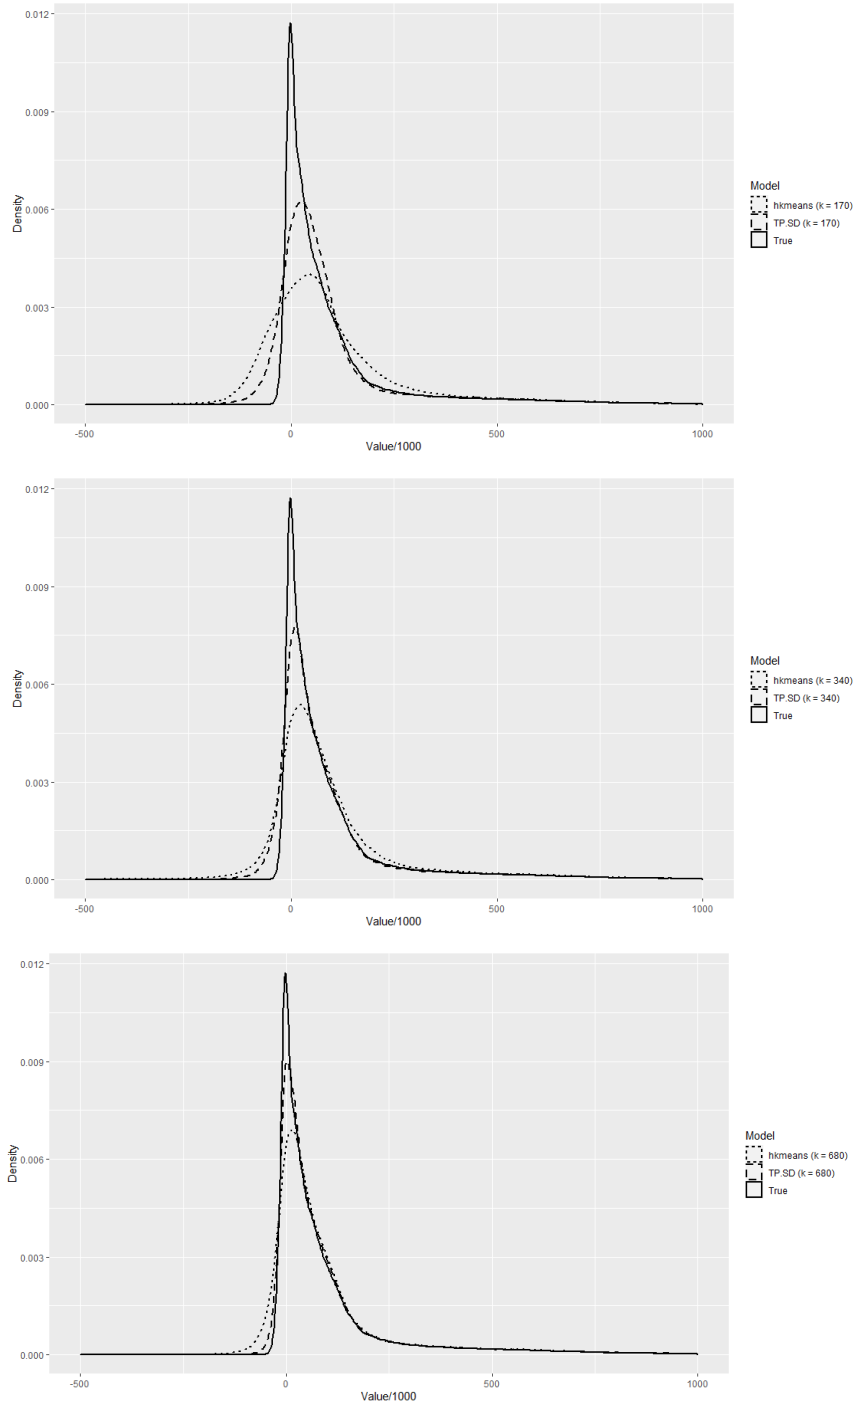 0.012
0.009
0.006
0.003
0.000
Density
-500
0
500
1000
Value/1000
Model
hkmeans (k = 170)
TP.SD (k = 170)
True
0.012
0.009
0.006
0.003
0.000
Density
-500
0
500
1000
Value/1000
Model
hkmeans (k = 340)
TP.SD (k = 340)
True
0.012
0.009
0.006
0.003
0.000
Density
-500
0
500
1000
Value/1000
Model
hkmeans (k = 680)
TP.SD (k = 680)
True